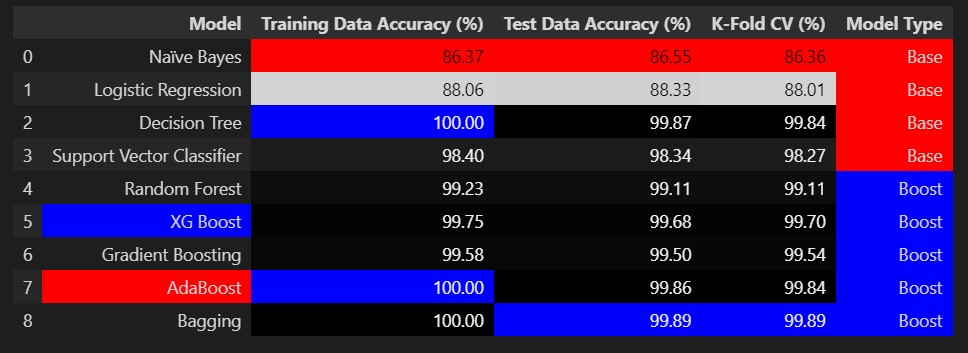 Model Training Data Accuracy (%) Test Data Accuracy (%) K-Fold CV (%) Model Type
0 Naïve Bayes 86.37 86.55 86.36 Base
1 Logistic Regression 88.06 88.33 88.01 Base
2 Decision Tree 100.00 99.87 99.84 Base
3 Support Vector Classifier 98.40 98.34 98.27 Base
4 Random Forest 99.23 99.11 99.11 Boost
5 XG Boost 99.75 99.68 99.70 Boost
6 Gradient Boosting 99.58 99.50 99.54 Boost
7 AdaBoost 100.00 99.86 99.84 Boost
8 Bagging 100.00 99.89 99.89 Boost